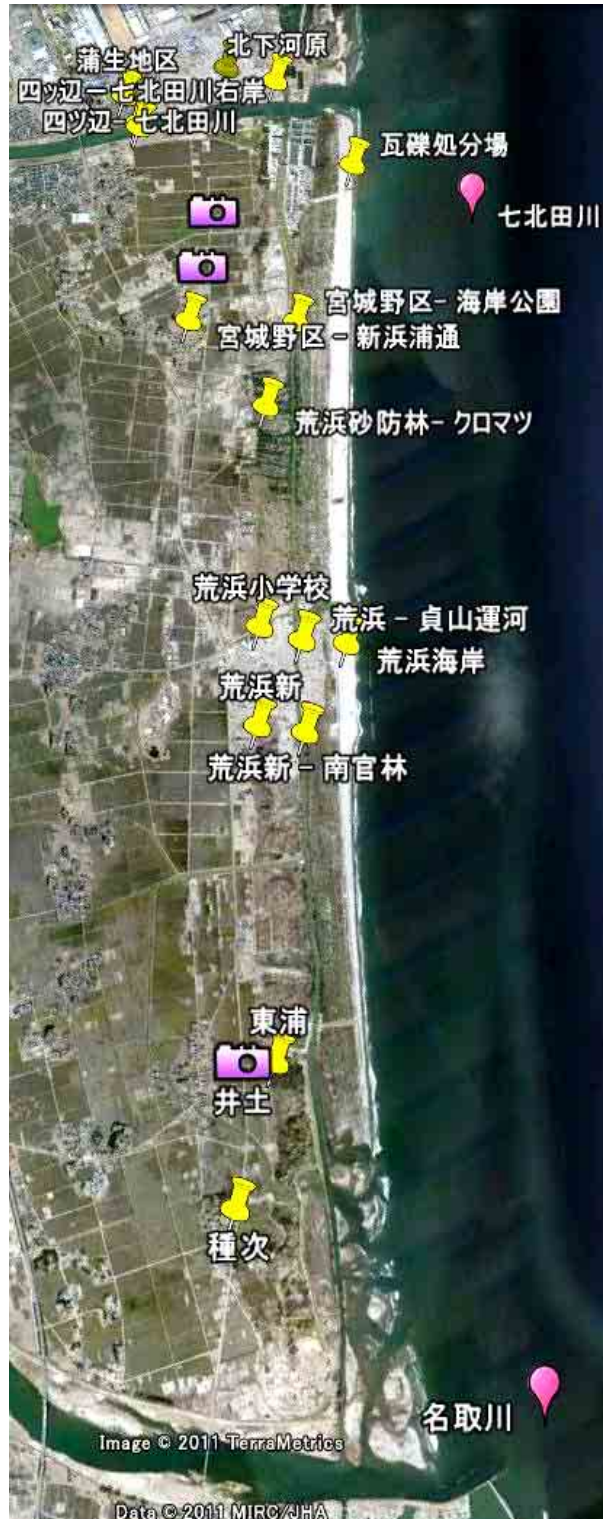 北下河原
蒲生地区
四ッ辺ー七北田川右岸
四ツ辺-七北田川
瓦礫処分場
七北田川
宮城野区- 海岸公園
宮城野区 - 新浜浦通
荒浜砂防林- クロマツ
荒浜小学校
荒浜 - 貞山運河
荒浜海岸
荒浜新
荒浜新 - 南官林
東浦
井土
種次
名取川
Image © 2011 TerraMetrics
Data © 2011 MIRC/JHA